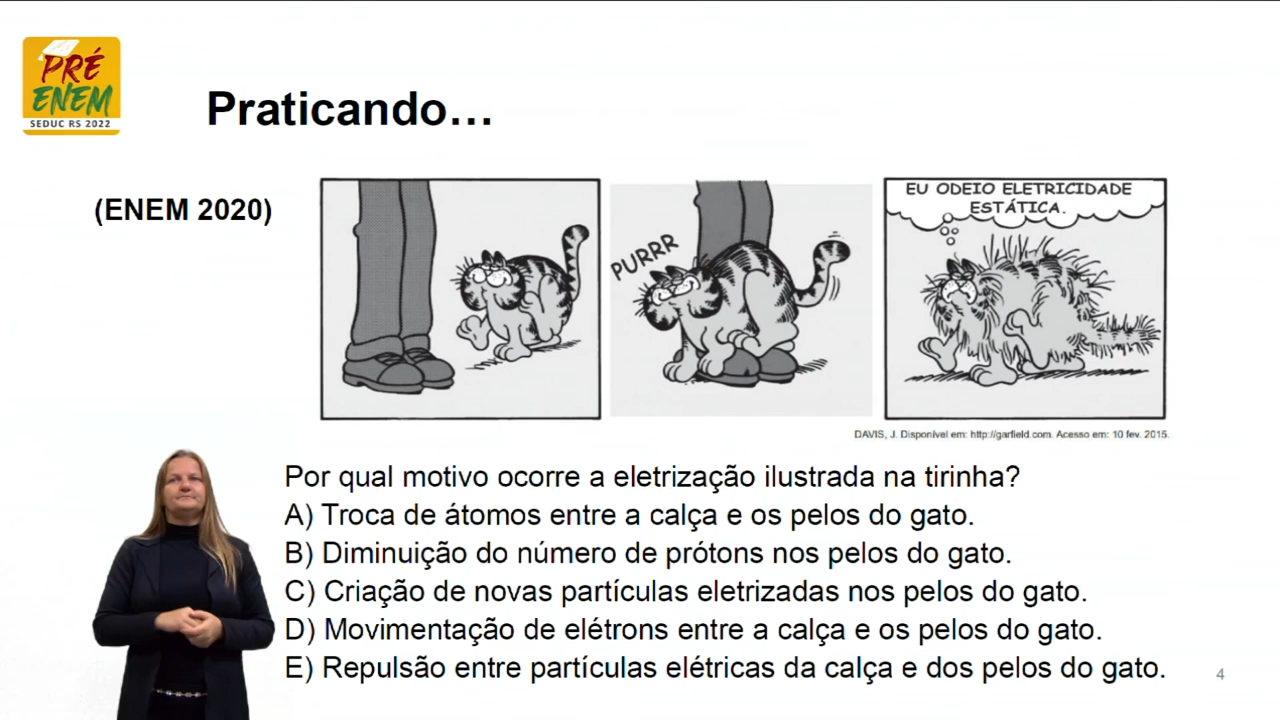 PRÉ
ENEM
SEDUC RS 2022
Praticando...
(ENEM 2020)
PURRR
EU ODEIO ELETRICIDADE
ESTÁTICA.
DAVIS, J. Disponível em: http://garfield.com. Acesso em: 10 fev. 2015.
Por qual motivo ocorre a eletrização ilustrada na tirinha?
A) Troca de átomos entre a calça e os pelos do gato.
B) Diminuição do número de prótons nos pelos do gato.
C) Criação de novas partículas eletrizadas nos pelos do gato.
D) Movimentação de elétrons entre a calça e os pelos do gato.
E) Repulsão entre partículas elétricas da calça e dos pelos do gato.
4